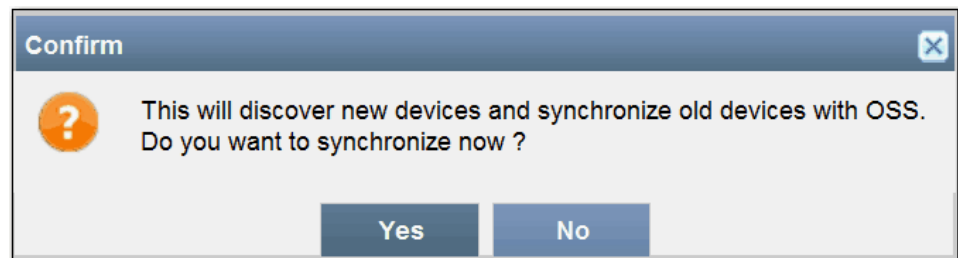 Confirm
This will discover new devices and synchronize old devices with OSS.
Do you want to synchronize now ?
Yes No